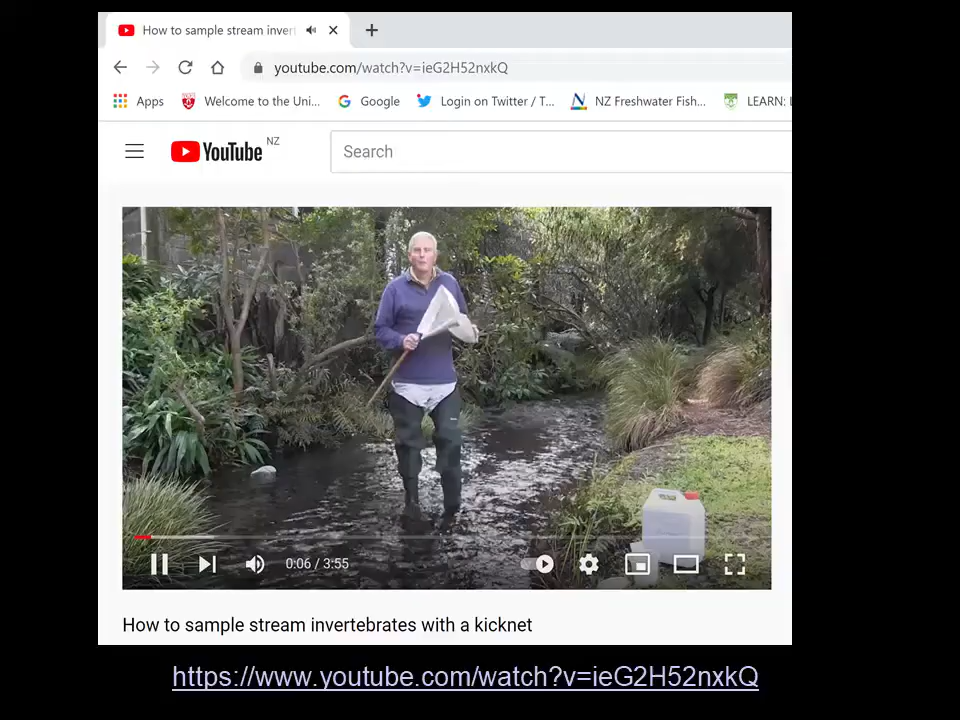 How to sample stream inver
youtube.com/watch?v=ieG2H52nxkQ
Apps Welcome to the Uni... Google Login on Twitter / T... NZ Freshwater Fish... LEARN:
YouTube NZ
Search
0:06 / 3:55
How to sample stream invertebrates with a kicknet
https://www.youtube.com/watch?v=ieG2H52nxkQ